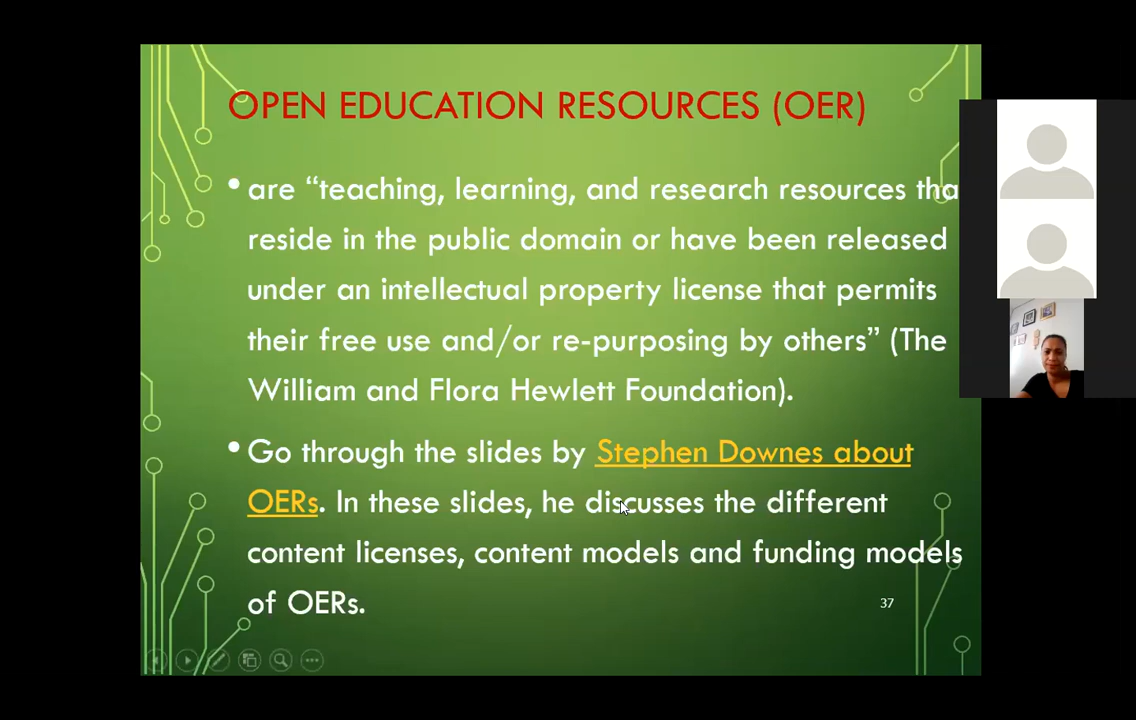 OPEN EDUCATION RESOURCES (OER)
• are “teaching, learning, and research resources tha
reside in the public domain or have been released
under an intellectual property license that permits
their free use and/or re-purposing by others” (The
William and Flora Hewlett Foundation).
• Go through the slides by Stephen Downes about
OERs. In these slides, he discusses the different
content licenses, content models and funding models
of OERs.
37